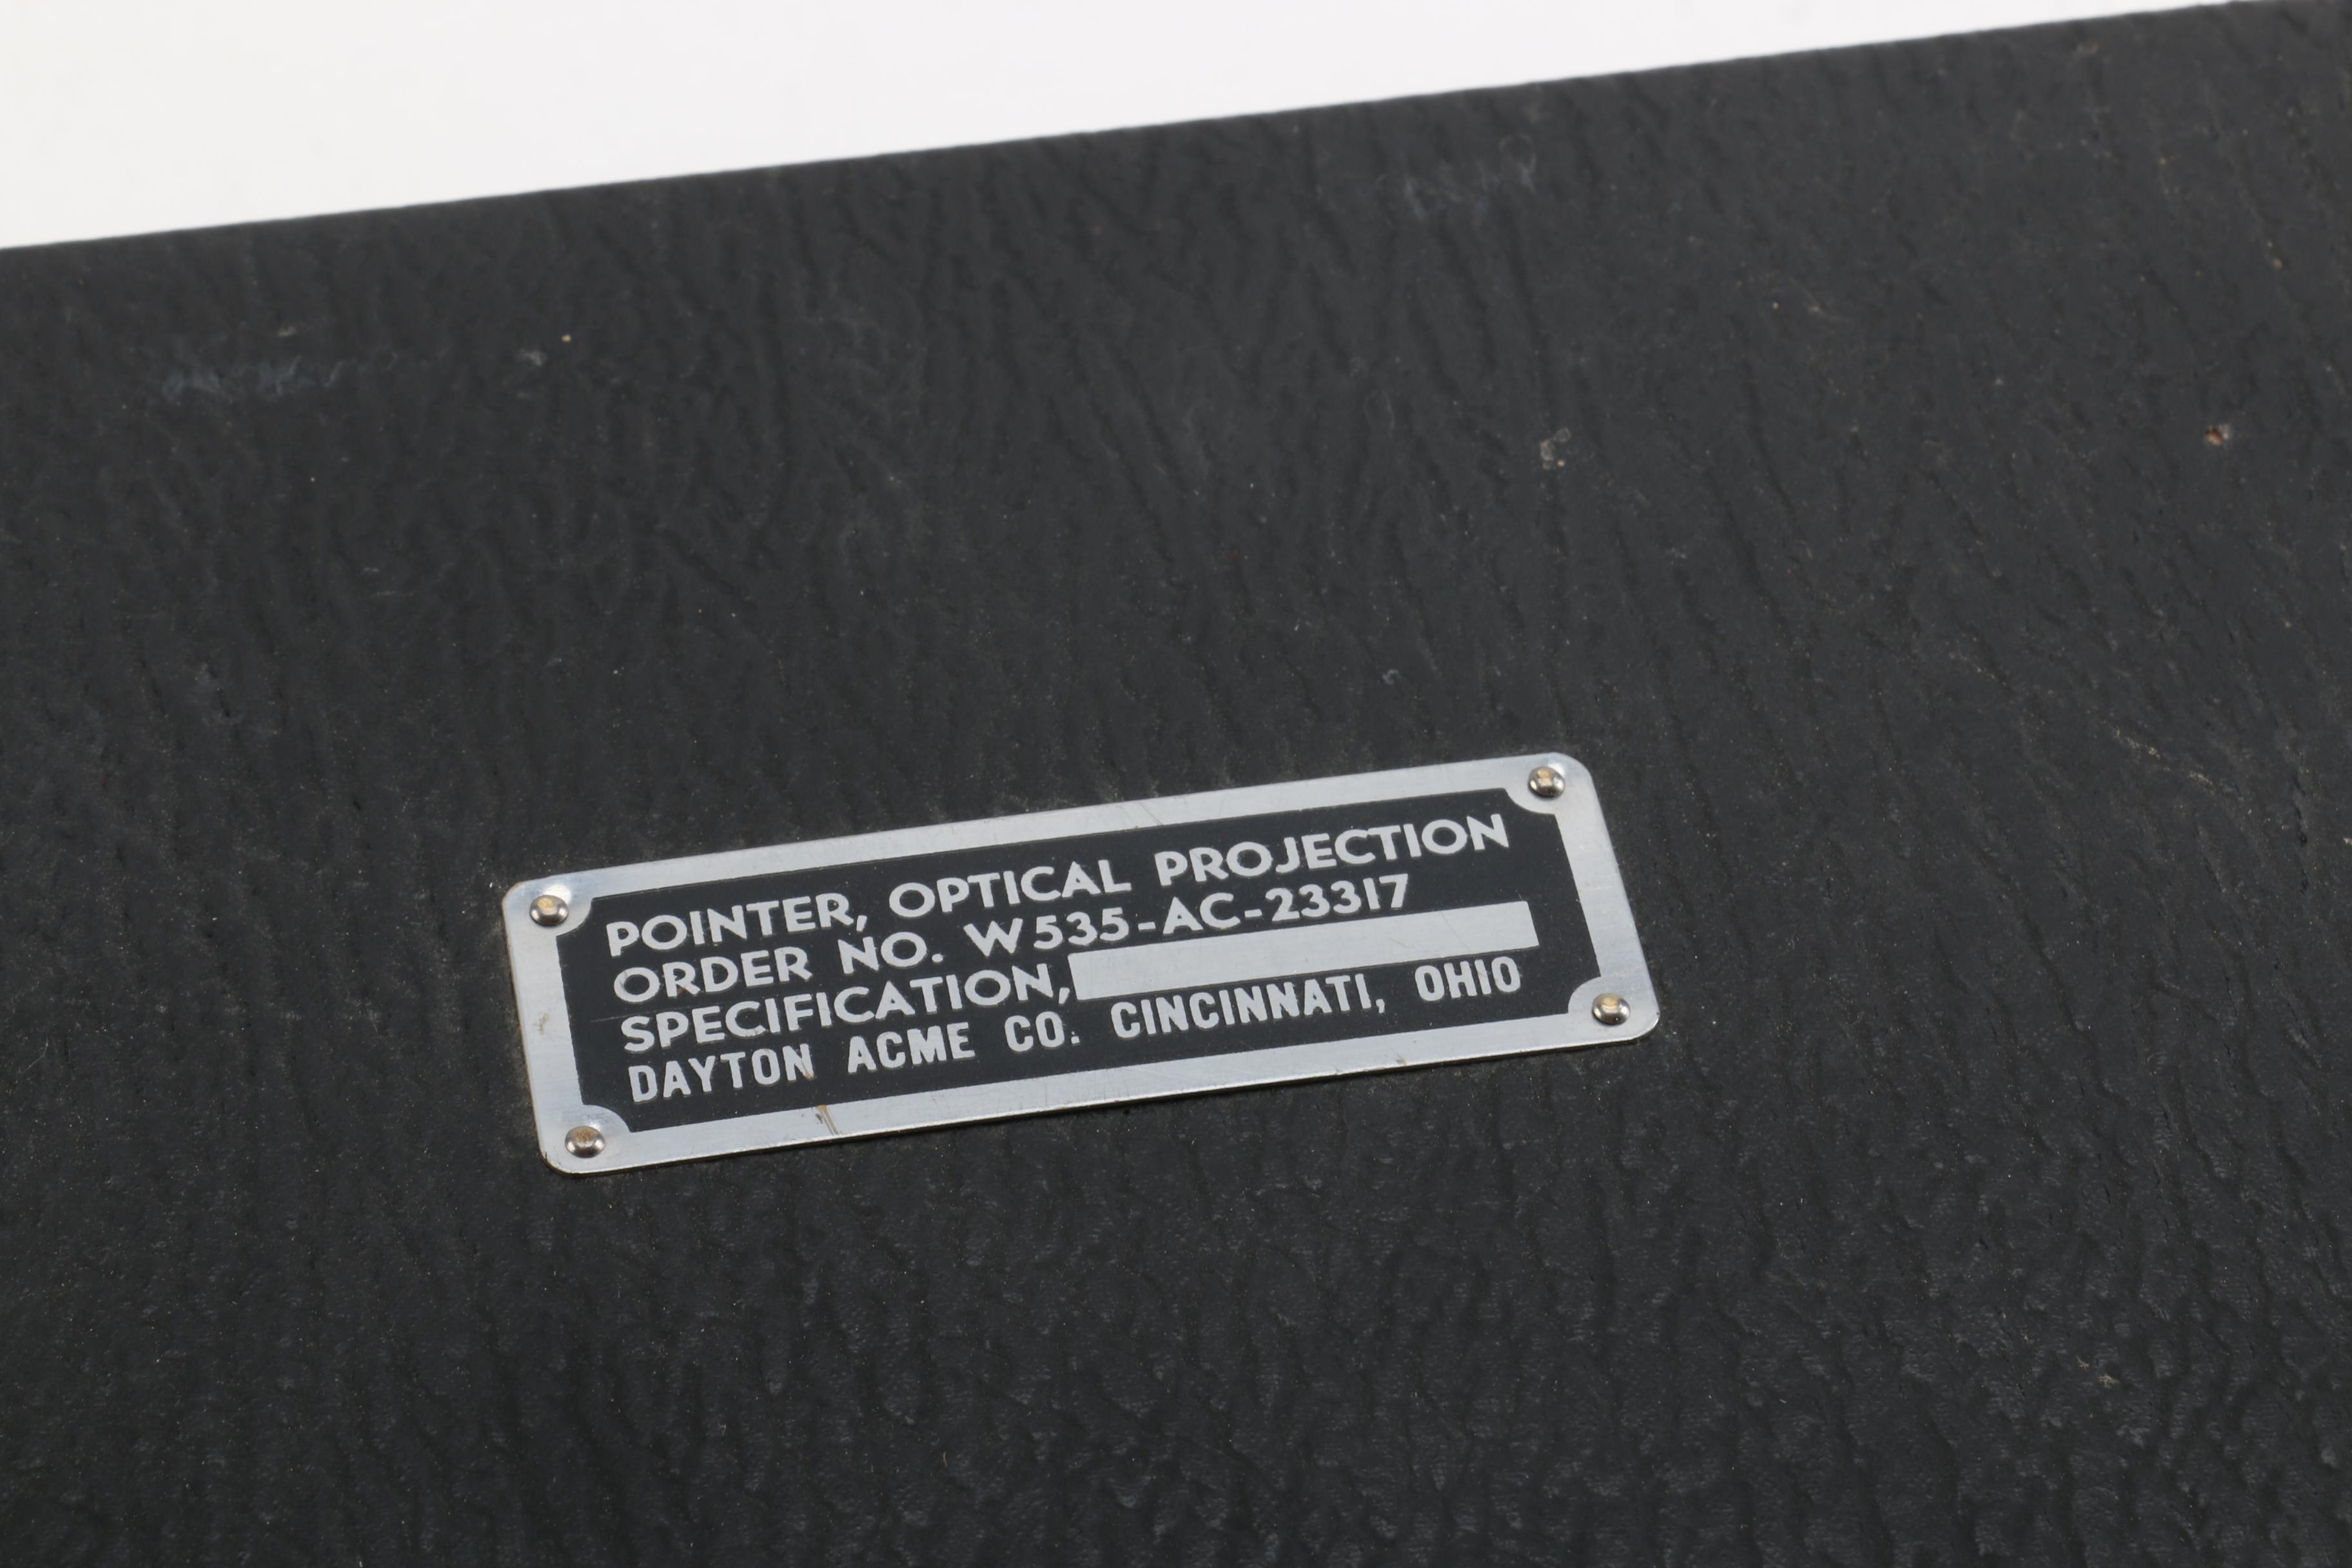 POINTER, OPTICAL PROJECTION
ORDER NO. W535-AC-23317
SPECIFICATION,
DAYTON ACME CO. CINCINNATI, OHIO